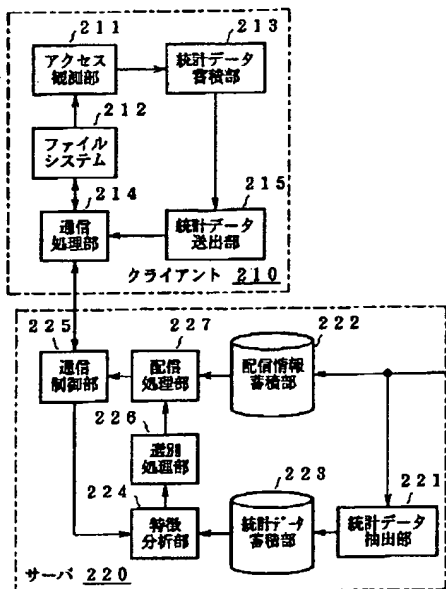 211
アクセス
観測部
213
統計データ
蓄積部
212
ファイル
システム
214
通信
処理部
215
統計データ
送出部
クライアント 210
225
通信
制御部
227
配信
処理部
222
配信情報
蓄積部
226
選別
処理部
224
特徴
分析部
223
統計データ
蓄積部
221
統計データ
抽出部
サーバ 220